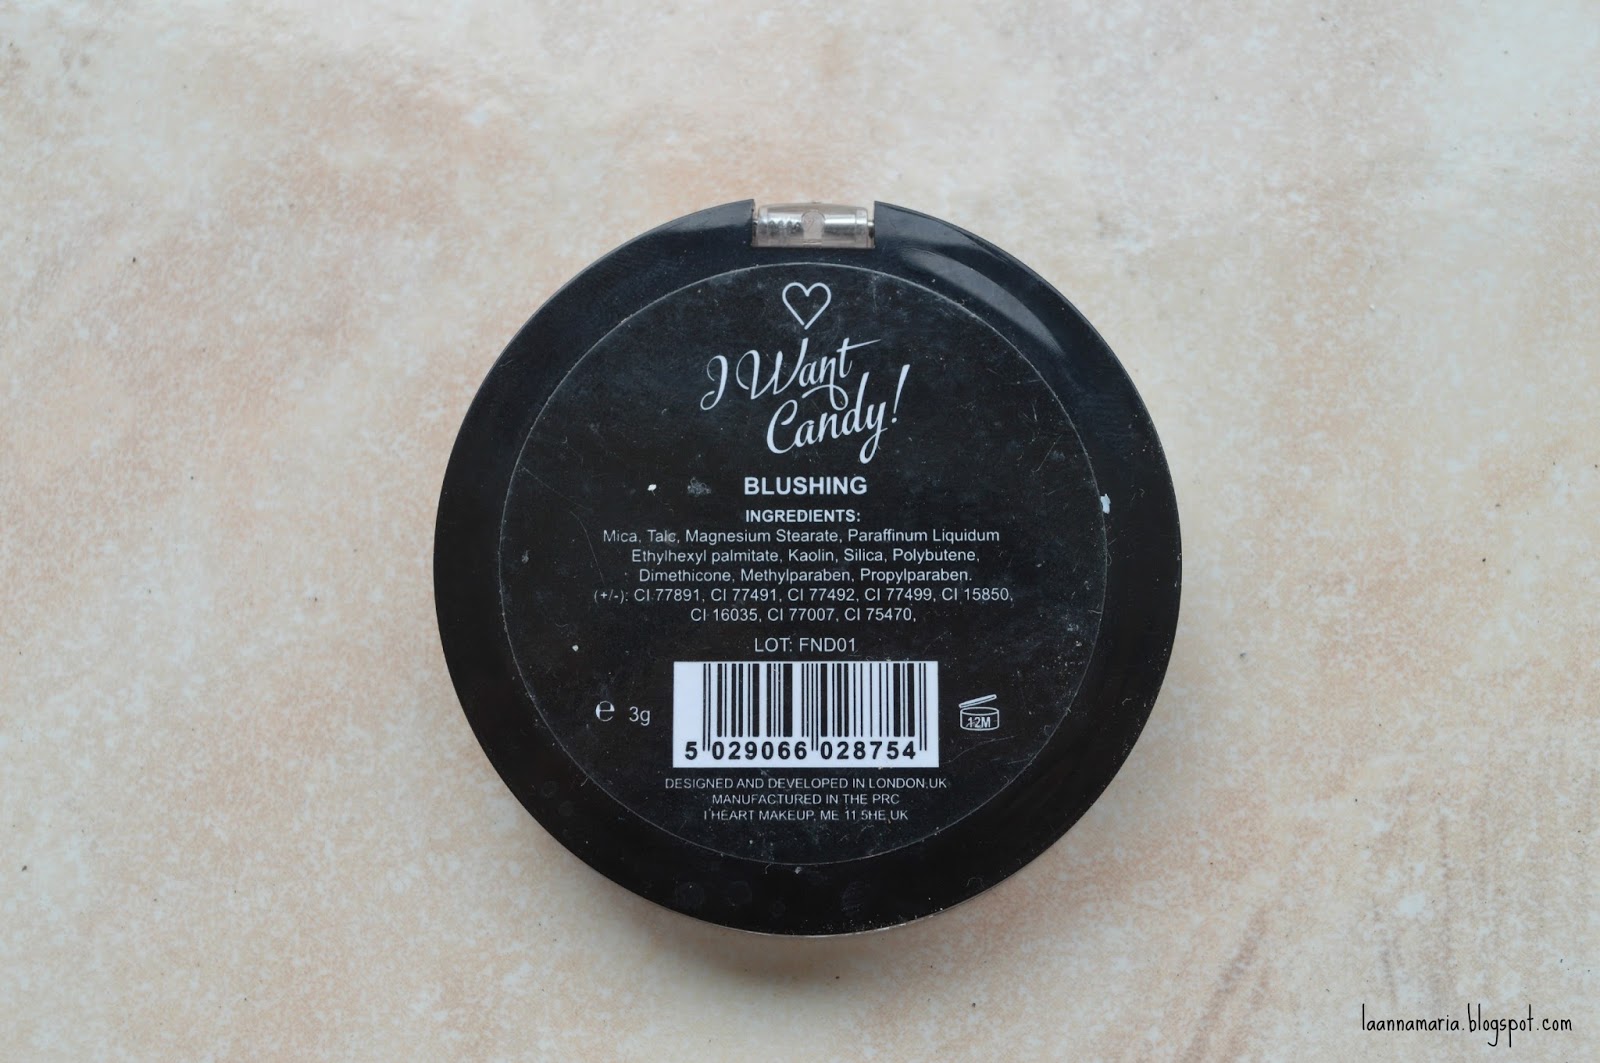 I Want
Candy!
BLUSHING
INGREDIENTS:
Mica, Talc, Magnesium Stearate, Paraffinum Liquidum
Ethylhexyl palmitate, Kaolin, Silica, Polybutene,
Dimethicone, Methylparaben, Propylparaben.
(+/-): CI 77891, CI 77491, CI 77492, CI 77499, CI 15850,
CI 16035, CI 77007, CI 75470,
LOT: FND01
e 3g
12M
5 029066 028754
DESIGNED AND DEVELOPED IN LONDON,UK
MANUFACTURED IN THE PRC
I HEART MAKEUP, ME 11 5HE,UK
laannamaria.blogspot.com